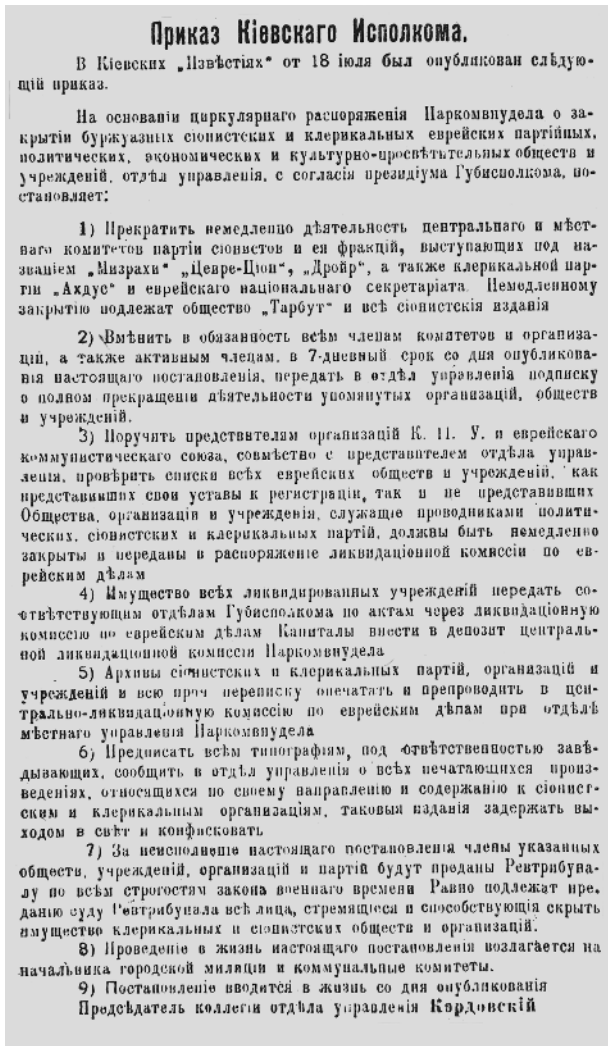 Приказ Кіевскаго Исполкома.
В Кіевских „Извѣстіях“ от 18 іюля был опубликован слѣдую-
щій приказ.
На основаніи циркулярнаго распоряженія Наркомвнудела о за-
крытіи буржуазных сіонистских и клерикальных еврейских партійных,
политических, экономических и культурно-просвѣтительных обществ и
учрежденій, отдѣл управленія, с согласія президіума Губисполкома, по-
становляет:
1) Прекратить немедленно дѣятельность центральнаго и мѣст-
наго комитетов партіи сіонистов и ея фракцій, выступающих под на-
званіем „Мизрахи“ „Цеире-Ціон“, „Дройр“, а также клерикальной пар-
тіи „Ахдус“ и еврейскаго національнаго секретаріата. Немедленному
закрытію подлежат общество „Тарбут“ и всѣ сіонистскія изданія
2) Вмѣнить в обязанность всѣм членам комитетов и организа-
цій, а также активным членам, в 7-дневный срок со дня опубликова-
нія настоящаго постановленія, передать в отдѣл управленія подписку
о полном прекращеніи дѣятельности упомянутых организацій, обществ
и учрежденій.
3) Поручить предствителям организацій К. П. У. и еврейскаго
коммунистическаго союза, совмѣстно с представителем отдѣла управ-
ленія, провѣрить списки всѣх еврейских обществ и учрежденій, как
представивших свои уставы к регистраціи, так и не представивших
Общества, организаціи и учрежденія, служащіе проводниками полити-
ческих, сіонистских и клерикальных партій, должны быть немедленно
закрыты и переданы в распоряженіе ликвидаціонной комиссіи по ев-
рейским дѣлам
4) Имущество всѣх ликвидированных учрежденій передать со-
отвѣтствующим отдѣлам Губисполкома по актам через ликвидаціонную
комиссію по еврейским дѣлам Капиталы внести в депозит централь-
ной ликвидаціонной комиссіи Наркомвнудела
5) Архивы сіонистских и клерикальных партій, организацій и
учрежденій и всю проч переписку опечатать и препроводить в цен-
трально-ликвидаціонную комиссію по еврейским дѣлам при отдѣлѣ
мѣстнаго управленія Наркомвнудела
6) Предписать всѣм типографіям, под отвѣтственностью завѣ-
дывающих, сообщить в отдѣл управленія о всѣх печатающихся произ-
веденіях, относящихся по своему направленію и содержанію к сіонист-
ским и клерикальным организаціям, таковыя изданія задержать вы-
ходом в свѣт и конфисковать
7) За неисполненіе настоящаго постановленія члены указанных
обществ, учрежденій, организацій и партій будут преданы Ревтрибуна-
лу по всѣм строгостям закона военнаго времени Равно подлежат пре-
данію суду Ревтрибунала всѣ лица, стремящіеся и способствующія скрыть
имущество клерикальных и сіонистских обществ и организацій.
8) Проведеніе в жизнь настоящаго постановленія возлагается на
начальника городской милиціи и коммунальные комитеты.
9) Постановленіе вводится в жизнь со дня опубликованія
Предсѣдатель коллегіи отдѣла управленія Кордовскій